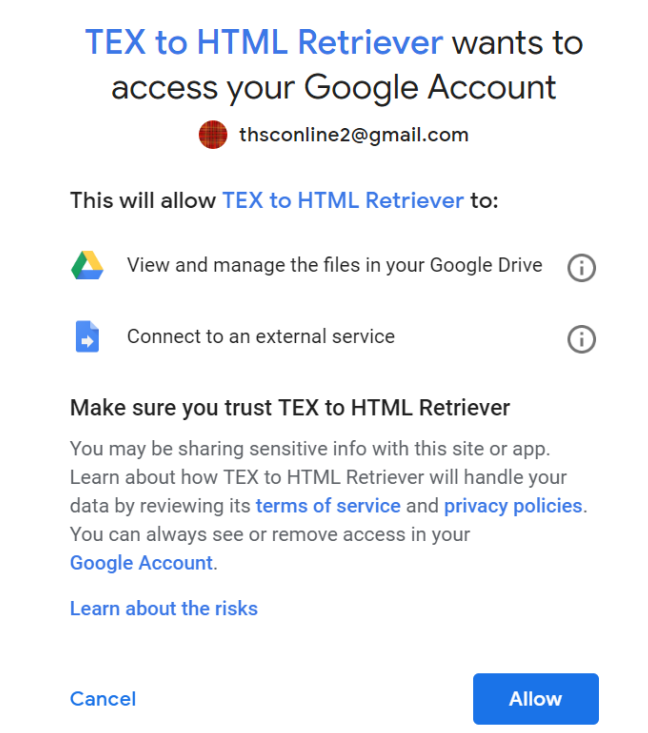 TEX to HTML Retriever wants to
access your Google Account
thsconline2@gmail.com
This will allow TEX to HTML Retriever to:
View and manage the files in your Google Drive
Connect to an external service
Make sure you trust TEX to HTML Retriever
You may be sharing sensitive info with this site or app.
Learn about how TEX to HTML Retriever will handle your
data by reviewing its terms of service and privacy policies.
You can always see or remove access in your
Google Account.
Learn about the risks
Cancel
Allow